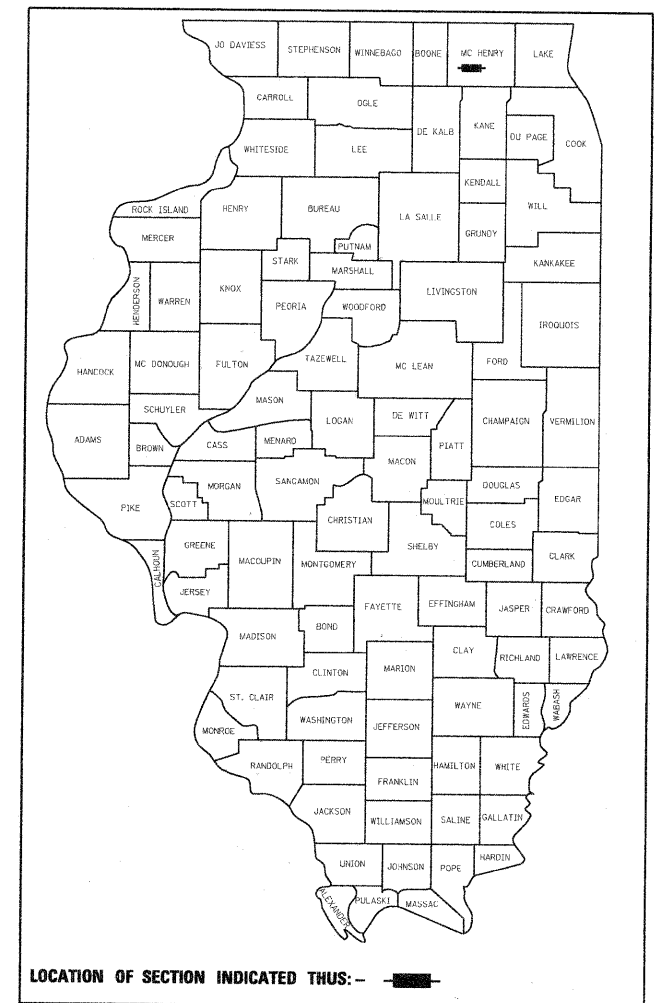 JO DAVIESS STEPHENSON WINNEBAGO BOONE MC HENRY LAKE
CARROLL OGLE DE KALB KANE DU PAGE COOK
WHITESIDE LEE
KENDALL
WILL
ROCK ISLAND HENRY BUREAU LA SALLE GRUNDY
MERCER PUTNAM
STARK MARSHALL KANKAKEE
HENDERSON WARREN KNOX PEORIA WOODFORD LIVINGSTON
IROQUOIS
HANCOCK MC DONOUGH FULTON TAZEWELL MC LEAN FORD
MASON
SCHUYLER LOGAN DE WITT CHAMPAIGN VERMILION
ADAMS BROWN CASS MENARD PIATT
MACON
MORGAN SANGAMON DOUGLAS
PIKE SCOTT MOULTRIE EDGAR
CHRISTIAN COLES
GREENE MACOUPIN MONTGOMERY SHELBY
CALHOUN CUMBERLAND CLARK
JERSEY FAYETTE EFFINGHAM JASPER CRAWFORD
MADISON BOND
CLAY RICHLAND LAWRENCE
CLINTON MARION
ST. CLAIR WAYNE EDWARDS WABASH
MONROE WASHINGTON JEFFERSON
RANDOLPH PERRY HAMILTON WHITE
FRANKLIN
JACKSON WILLIAMSON SALINE GALLATIN
UNION JOHNSON POPE HARDIN
ALEXANDER PULASKI MASSAC
LOCATION OF SECTION INDICATED THUS: -